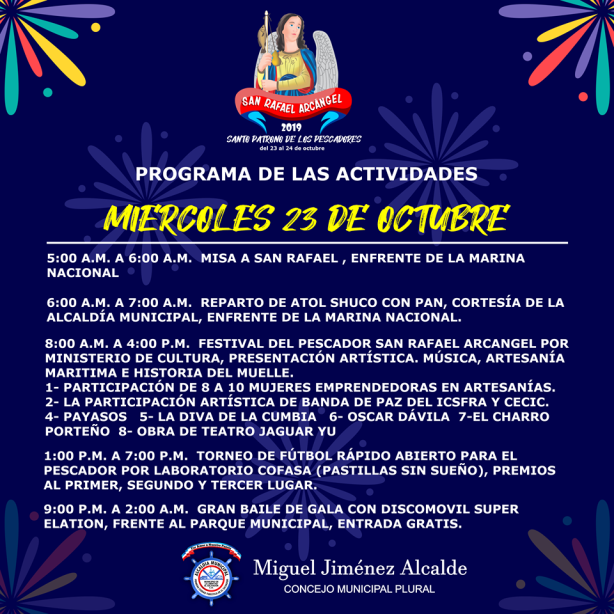 SAN RAFAEL ARCÁNGEL
2019
SANTO PATRONO DE LOS PESCADORES
del 23 al 24 de octubre
PROGRAMA DE LAS ACTIVIDADES
MIERCOLES 23 DE OCTUBRE
5:00 A.M. A 6:00 A.M. MISA A SAN RAFAEL , ENFRENTE DE LA MARINA
NACIONAL
6:00 A.M. A 7:00 A.M. REPARTO DE ATOL SHUCO CON PAN, CORTESÍA DE LA
ALCALDÍA MUNICIPAL, ENFRENTE DE LA MARINA NACIONAL.
8:00 A.M. A 4:00 P.M. FESTIVAL DEL PESCADOR SAN RAFAEL ARCANGEL POR
MINISTERIO DE CULTURA, PRESENTACIÓN ARTÍSTICA. MÚSICA, ARTESANÍA
MARITIMA E HISTORIA DEL MUELLE.
1- PARTICIPACIÓN DE 8 A 10 MUJERES EMPRENDEDORAS EN ARTESANÍAS.
2- LA PARTICIPACIÓN ARTÍSTICA DE BANDA DE PAZ DEL ICSFRA Y CECIC.
4- PAYASOS 5- LA DIVA DE LA CUMBIA 6- OSCAR DÁVILA 7-EL CHARRO
PORTEÑO 8- OBRA DE TEATRO JAGUAR YU
1:00 P.M. A 7:00 P.M. TORNEO DE FÚTBOL RÁPIDO ABIERTO PARA EL
PESCADOR POR LABORATORIO COFASA (PASTILLAS SIN SUEÑO), PREMIOS
AL PRIMER, SEGUNDO Y TERCER LUGAR.
9:00 P.M. A 2:00 A.M. GRAN BAILE DE GALA CON DISCOMOVIL SUPER
ELATION, FRENTE AL PARQUE MUNICIPAL, ENTRADA GRATIS.
ALCALDÍA MUNICIPAL
Miguel Jiménez Alcalde
CONCEJO MUNICIPAL PLURAL